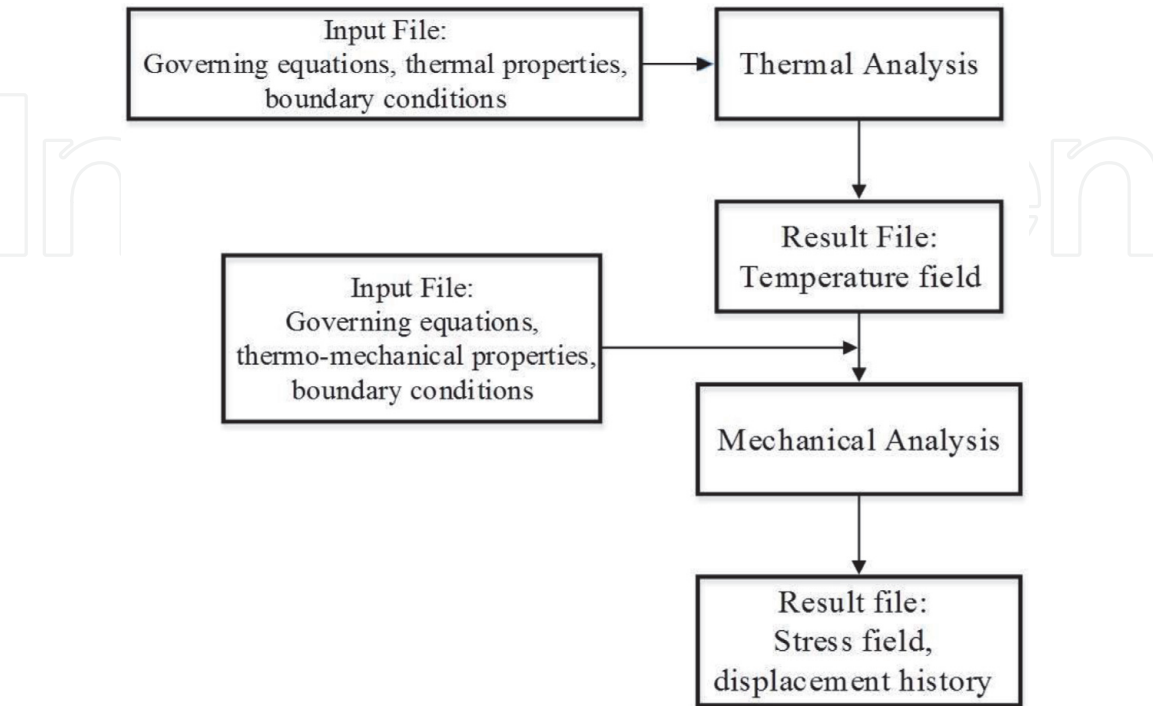 Input File:
Governing equations, thermal properties,
boundary conditions
Thermal Analysis
Result File:
Temperature field
Input File:
Governing equations,
thermo-mechanical properties,
boundary conditions
Mechanical Analysis
Result file:
Stress field,
displacement history